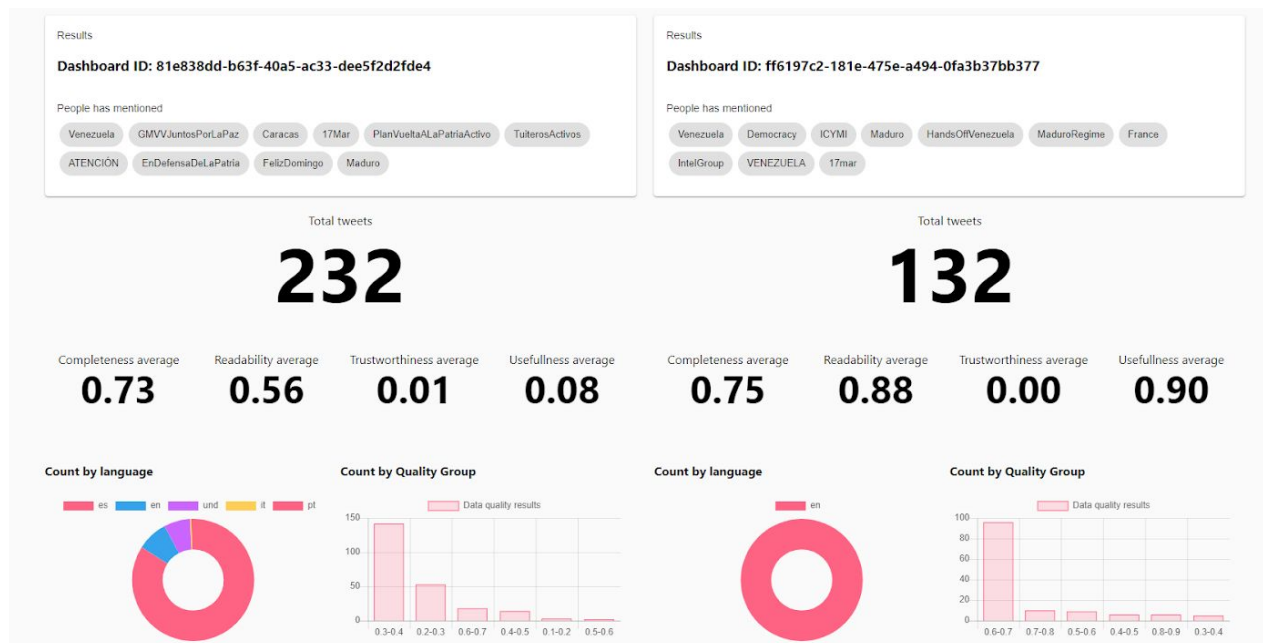 Results
Dashboard ID: 81e838dd-b63f-40a5-ac33-dee5f2d2fde4
People has mentioned
Venezuela GMVVJuntosPorLaPaz Caracas 17Mar PlanVueltaALaPatriaActivo TuiterosActivos
ATENCIÓN EnDefensaDeLaPatria FelizDomingo Maduro
Total tweets
232
Completeness average Readability average Trustworthiness average Usefullness average
0.73 0.56 0.01 0.08
Count by language
es en und it pt
Count by Quality Group
Data quality results
150
100
50
0
0.3-0.4 0.2-0.3 0.6-0.7 0.4-0.5 0.1-0.2 0.5-0.6
Results
Dashboard ID: ff6197c2-181e-475e-a494-0fa3b37bb377
People has mentioned
Venezuela Democracy ICYMI Maduro HandsOffVenezuela MaduroRegime France
IntelGroup VENEZUELA 17mar
Total tweets
132
Completeness average Readability average Trustworthiness average Usefullness average
0.75 0.88 0.00 0.90
Count by language
en
Count by Quality Group
Data quality results
100
80
60
40
20
0
0.6-0.7 0.7-0.8 0.5-0.6 0.4-0.5 0.8-0.9 0.3-0.4